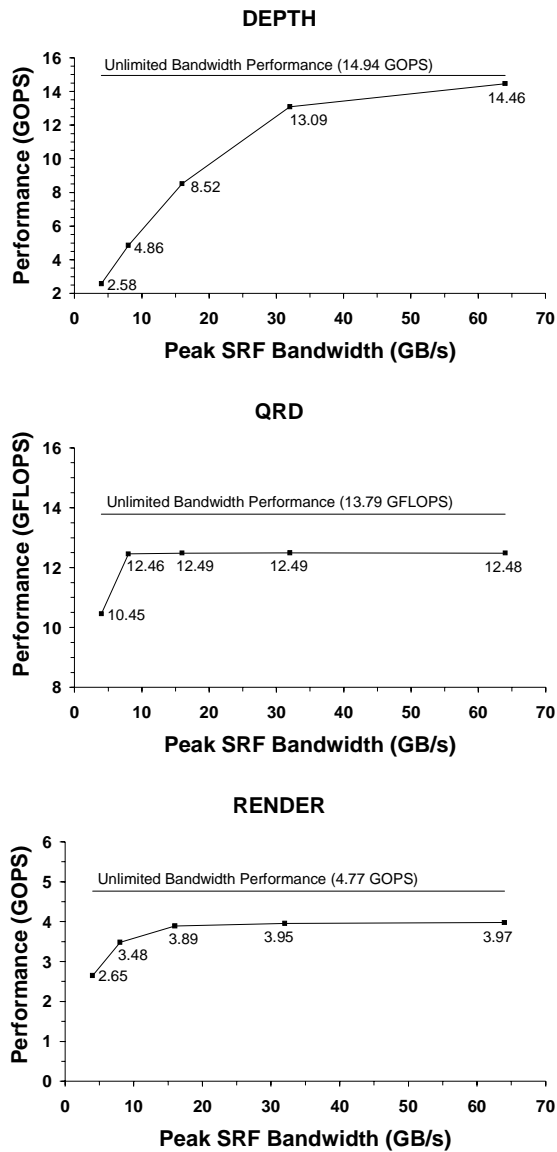 DEPTH
Unlimited Bandwidth Performance (14.94 GOPS)
Performance (GOPS)
16
14
12
10
8
6
4
2
2.58
4.86
8.52
13.09
14.46
0 10 20 30 40 50 60 70
Peak SRF Bandwidth (GB/s)
QRD
Unlimited Bandwidth Performance (13.79 GFLOPS)
Performance (GFLOPS)
16
14
12
10
8
10.45
12.46
12.49
12.49
12.48
0 10 20 30 40 50 60 70
Peak SRF Bandwidth (GB/s)
RENDER
Unlimited Bandwidth Performance (4.77 GOPS)
Performance (GOPS)
6
5
4
3
2
1
0
2.65
3.48
3.89
3.95
3.97
0 10 20 30 40 50 60 70
Peak SRF Bandwidth (GB/s)